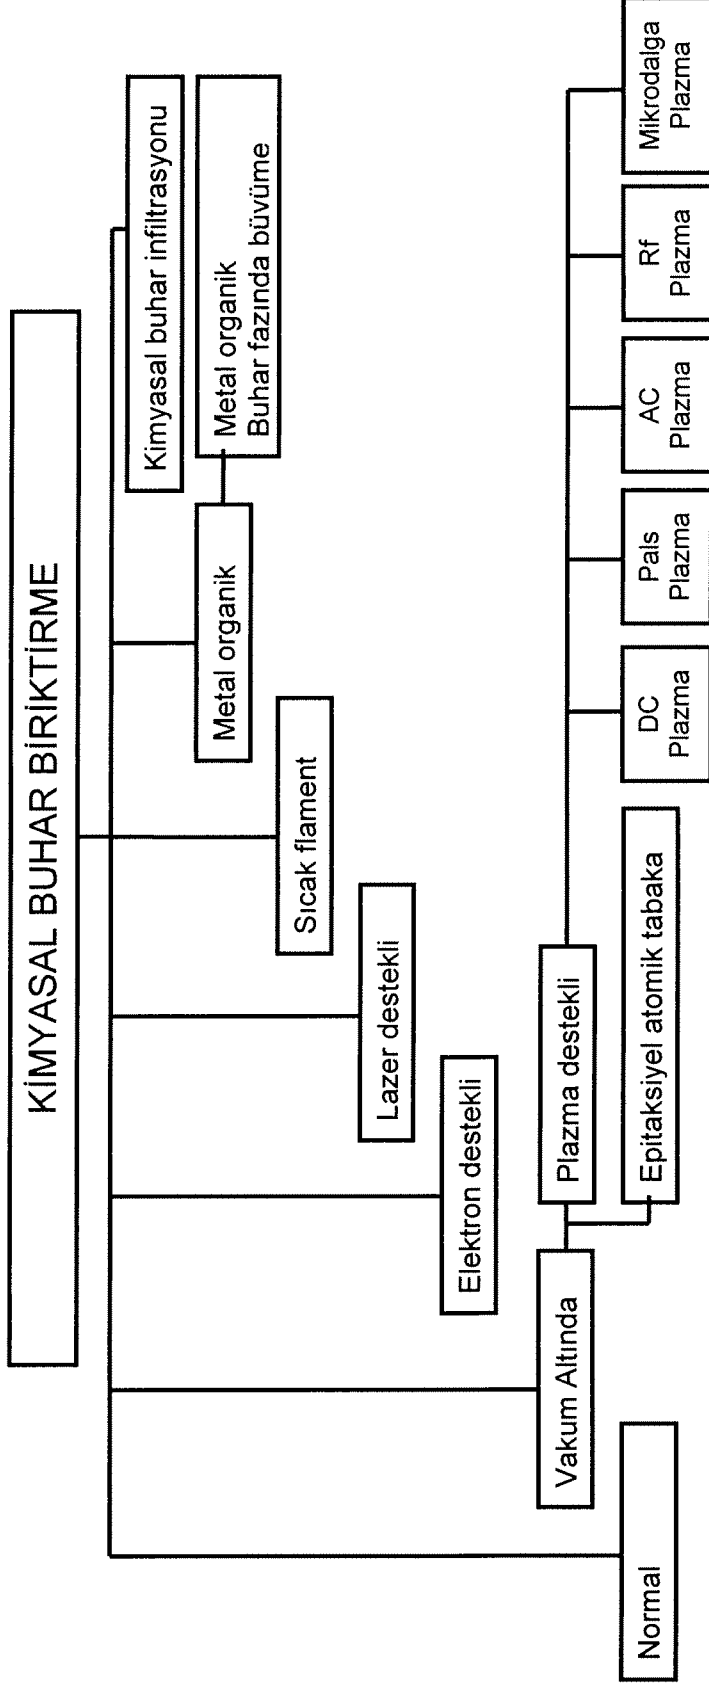 KİMYASAL BUHAR BİRİKTİRME
Kimyasal buhar infiltrasyonu
Metal organik
Metal organik
Buhar fazında büvüme
Sıcak flament
Lazer destekli
Elektron destekli
Vakum Altında
Plazma destekli
Epitaksiyel atomik tabaka
Normal
DC
Plazma
Pals
Plazma
AC
Plazma
Rf
Plazma
Mikrodalga
Plazma